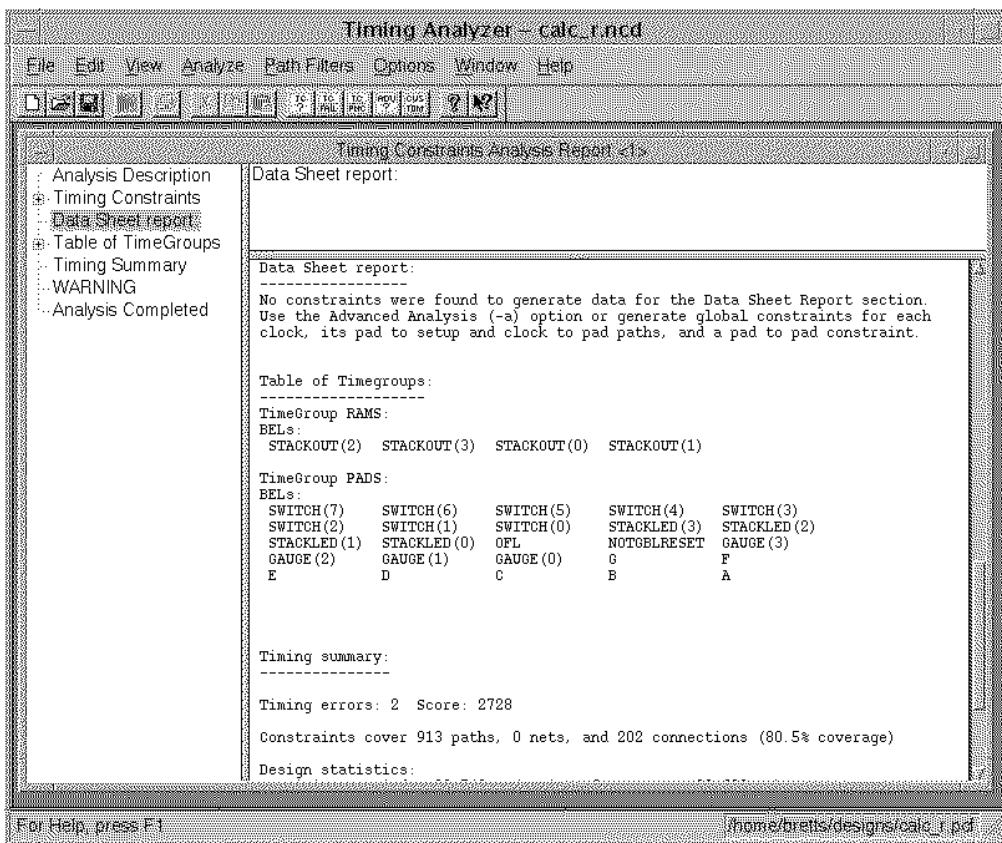 Timing Analyzer – calc_r.ncd
File Edit View Analyze Path Filters Options Window Help
Timing Constraints Analysis Report <1>
Analysis Description
Timing Constraints
Data Sheet report:
Table of TimeGroups
Timing Summary
WARNING
Analysis Completed
Data Sheet report:
Data Sheet report:
-----------------
No constraints were found to generate data for the Data Sheet Report section.
Use the Advanced Analysis (-a) option or generate global constraints for each
clock, its pad to setup and clock to pad paths, and a pad to pad constraint.
Table of Timegroups:
-------------------
TimeGroup RAMS:
BELs:
STACKOUT(2) STACKOUT(3) STACKOUT(0) STACKOUT(1)
TimeGroup PADS:
BELs:
SWITCH(7) SWITCH(6) SWITCH(5) SWITCH(4) SWITCH(3)
SWITCH(2) SWITCH(1) SWITCH(0) STACKLED(3) STACKLED(2)
STACKLED(1) STACKLED(0) OFL NOTGBLRESET GAUGE(3)
GAUGE(2) GAUGE(1) GAUGE(0) G F
E D C B A
Timing summary:
---------------
Timing errors: 2 Score: 2728
Constraints cover 913 paths, 0 nets, and 202 connections (80.5% coverage)
Design statistics:
For Help, press F1
/home/bretts/designs/calc_r.pcf